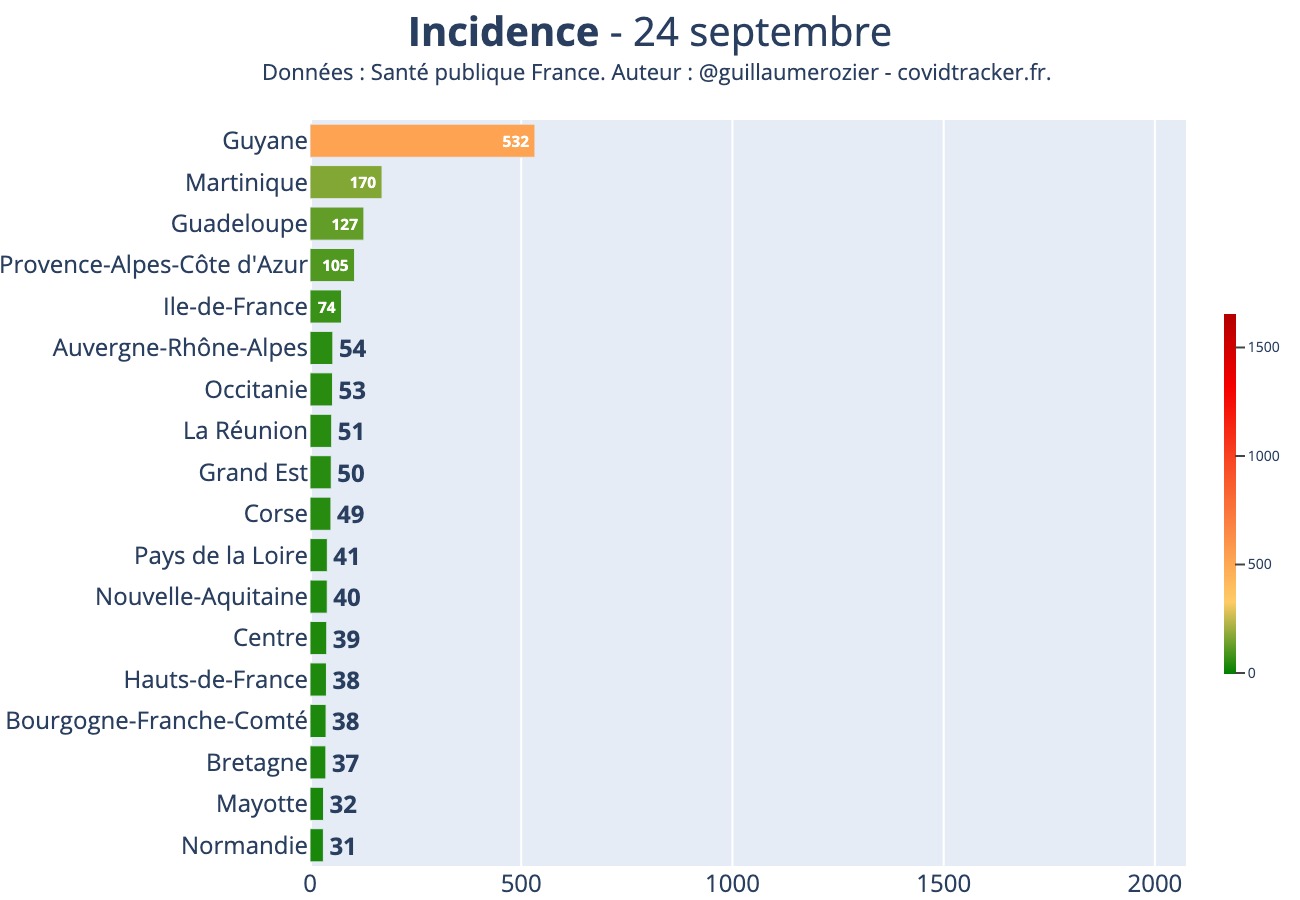 Incidence - 24 septembre
Données : Santé publique France. Auteur : @guillaumerozier - covidtracker.fr.
Guyane 532
Martinique 170
Guadeloupe 127
Provence-Alpes-Côte d'Azur 105
Ile-de-France 74
Auvergne-Rhône-Alpes 54
Occitanie 53
La Réunion 51
Grand Est 50
Corse 49
Pays de la Loire 41
Nouvelle-Aquitaine 40
Centre 39
Hauts-de-France 38
Bourgogne-Franche-Comté 38
Bretagne 37
Mayotte 32
Normandie 31
0 500 1000 1500 2000
1500
1000
500
0